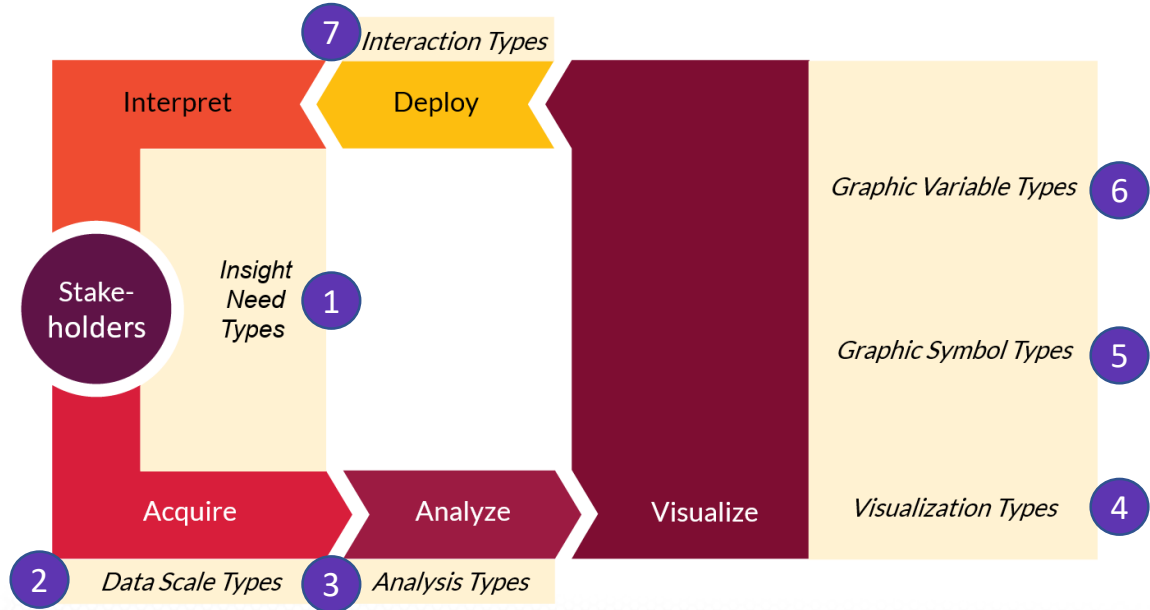 7
Interaction Types
Interpret
Deploy
Graphic Variable Types
6
Insight
Need
Types
1
Stake-
holders
Graphic Symbol Types
5
Acquire
Analyze
Visualize
Visualization Types
4
2
Data Scale Types
3
Analysis Types